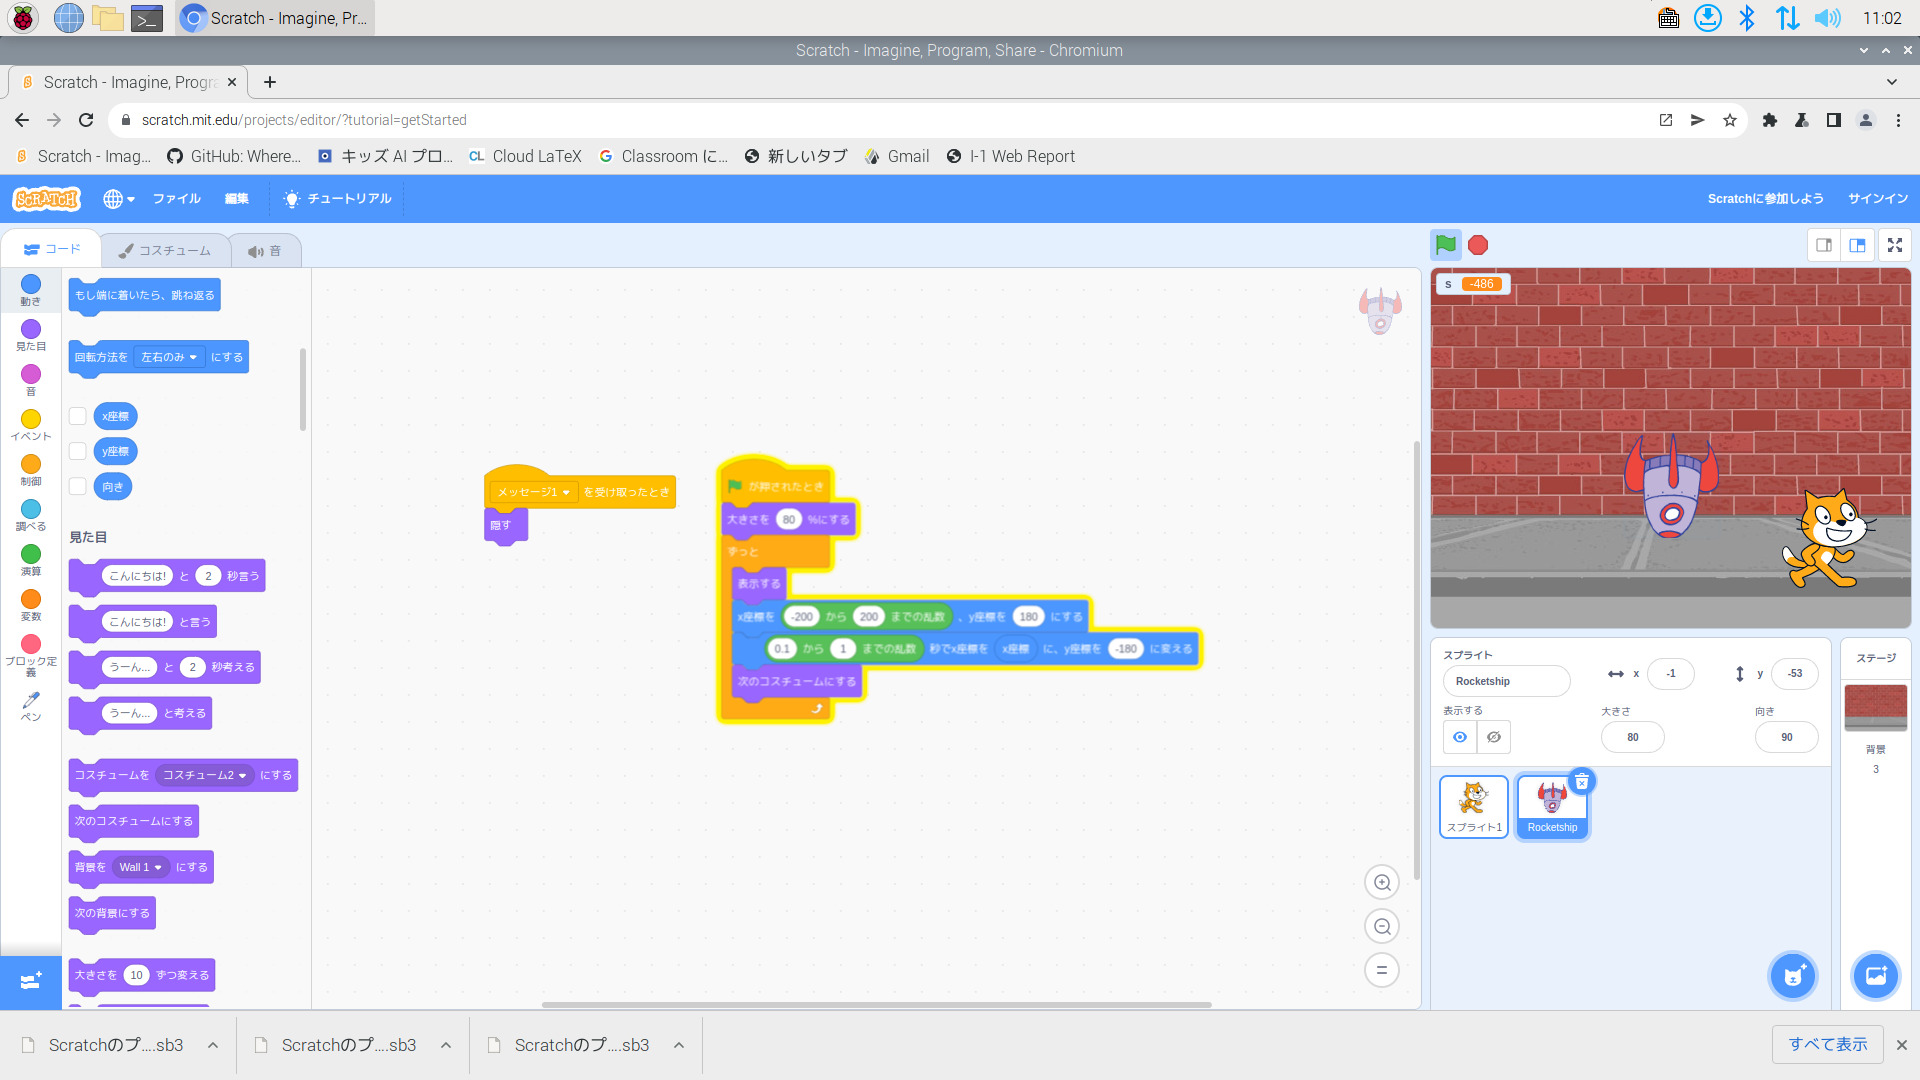 Scratch - Imagine, Pr...
11:02
Scratch - Imagine, Program, Share - Chromium
Scratch - Imagine, Progra
scratch.mit.edu/projects/editor/?tutorial=getStarted
Scratch - Imag...
GitHub: Where...
キッズ AI プロ...
CL Cloud LaTeX
Classroom に...
新しいタブ
Gmail
I-1 Web Report
SCRATCH
ファイル
編集
チュートリアル
Scratchに参加しよう
サインイン
コード
コスチューム
音
動き
見た目
音
イベント
制御
調べる
演算
変数
ブロック定義
ペン
もし端に着いたら、跳ね返る
回転方法を 左右のみ にする
x座標
y座標
向き
見た目
こんにちは! と 2 秒言う
こんにちは! と言う
うーん... と 2 秒考える
うーん... と考える
コスチュームを コスチューム2 にする
次のコスチュームにする
背景を Wall 1 にする
次の背景にする
大きさを 10 ずつ変える
メッセージ1 を受け取ったとき
隠す
が押されたとき
大きさを 80 %にする
ずっと
表示する
x座標を -200 から 200 までの乱数 、y座標を 180 にする
0.1 から 1 までの乱数 秒でx座標を x座標 に、y座標を -180 に変える
次のコスチュームにする
s -486
スプライト
Rocketship
x -1
y -53
表示する
大きさ
80
向き
90
スプライト1
Rocketship
ステージ
背景
3
Scratchのプ....sb3
Scratchのプ....sb3
Scratchのプ....sb3
すべて表示